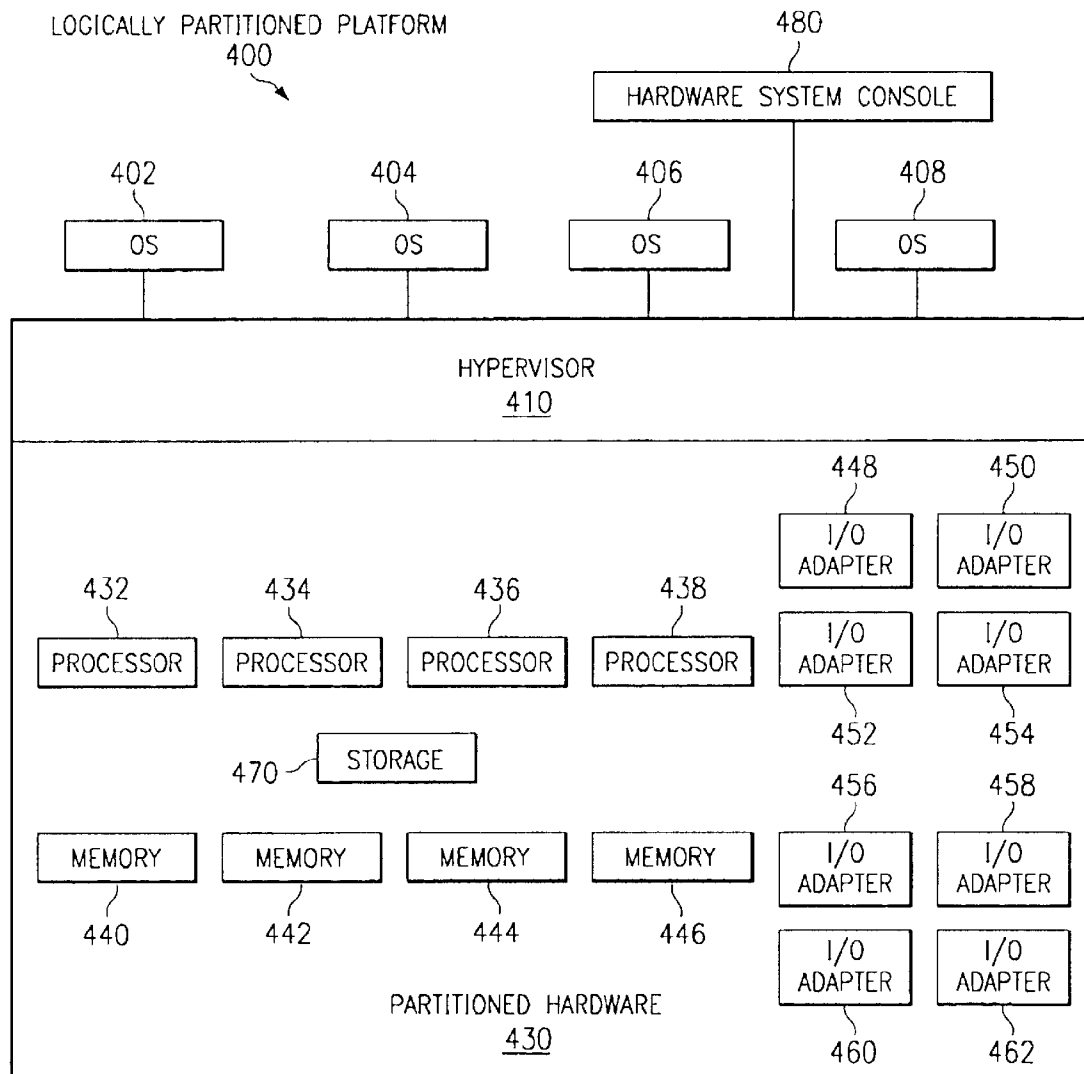 LOGICALLY PARTITIONED PLATFORM
400
480
HARDWARE SYSTEM CONSOLE
402
404
406
408
OS
OS
OS
OS
HYPERVISOR
410
448
450
I/O
ADAPTER
I/O
ADAPTER
432
434
436
438
PROCESSOR
PROCESSOR
PROCESSOR
PROCESSOR
I/O
ADAPTER
I/O
ADAPTER
452
454
470
STORAGE
456
458
MEMORY
MEMORY
MEMORY
MEMORY
I/O
ADAPTER
I/O
ADAPTER
440
442
444
446
I/O
ADAPTER
I/O
ADAPTER
PARTITIONED HARDWARE
430
460
462